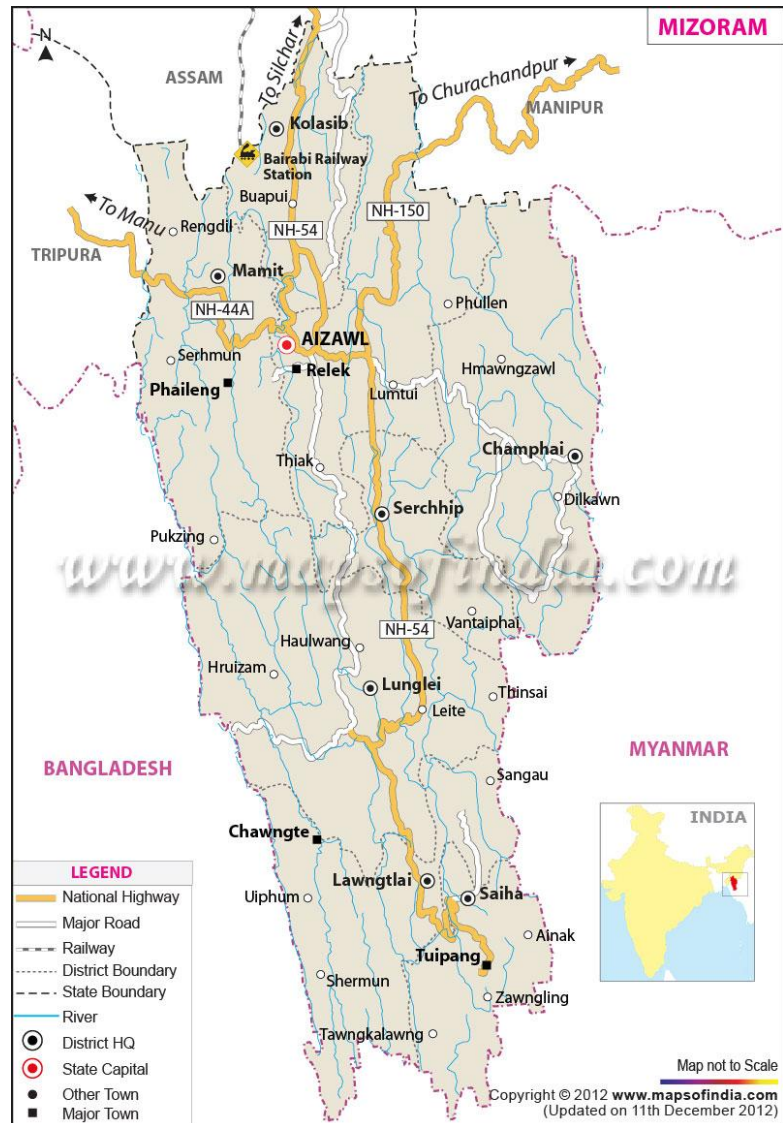 MIZORAM
N
ASSAM
To Silchar
To Churachandpur
MANIPUR
Kolasib
Bairabi Railway
Station
Buapui
To Manu
Rengdil
NH-54
NH-150
TRIPURA
Mamit
NH-44A
Phullen
AIZAWL
Serhmun
Relek
Hmawngzawl
Phaileng
Lumtui
Champhai
Thiak
Dilkawn
Serchhip
Pukzing
www.mapsofindia.com
Vantaiphai
NH-54
Haulwang
Hruizam
Lunglei
Thinsai
Leite
BANGLADESH
MYANMAR
Sangau
INDIA
Chawngte
Lawngtlai
Saiha
Uiphum
Ainak
Tuipang
Shermun
Zawngling
Tawngkalawng
LEGEND
National Highway
Major Road
Railway
District Boundary
State Boundary
River
District HQ
State Capital
Other Town
Major Town
Map not to Scale
Copyright © 2012 www.mapsofindia.com
(Updated on 11th December 2012)